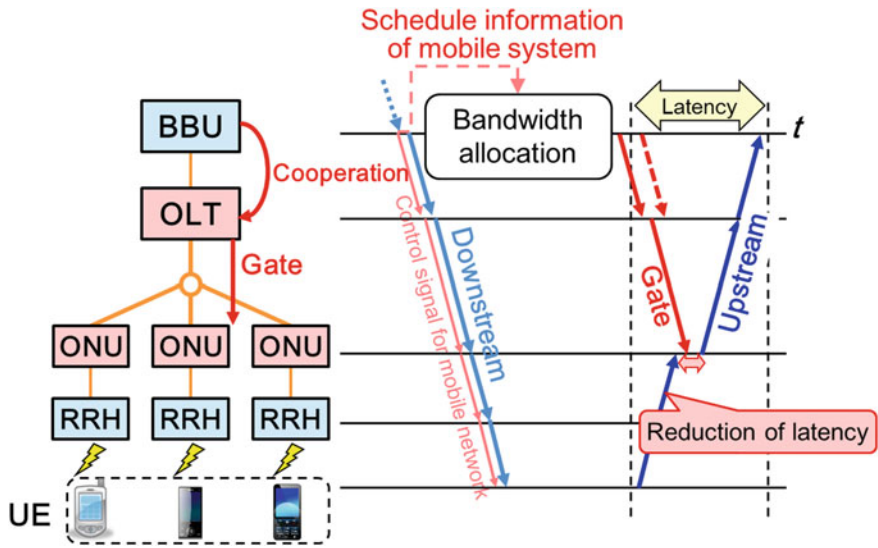 Schedule information
of mobile system
BBU
Cooperation
OLT
Gate
ONU
ONU
ONU
RRH
RRH
RRH
UE
Bandwidth
allocation
Latency
t
Control signal for mobile network
Downstream
Gate
Upstream
Reduction of latency